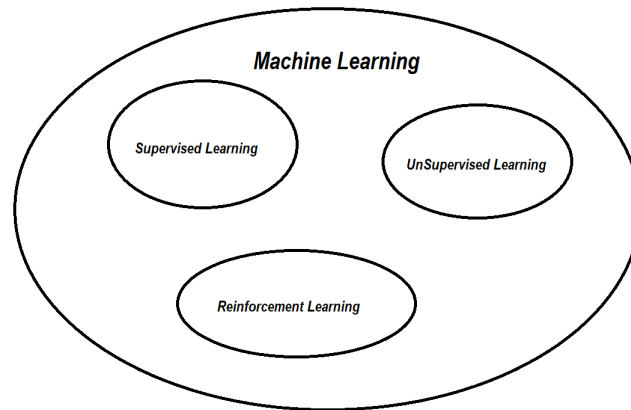 Machine Learning
Supervised Learning
UnSupervised Learning
Reinforcement Learning